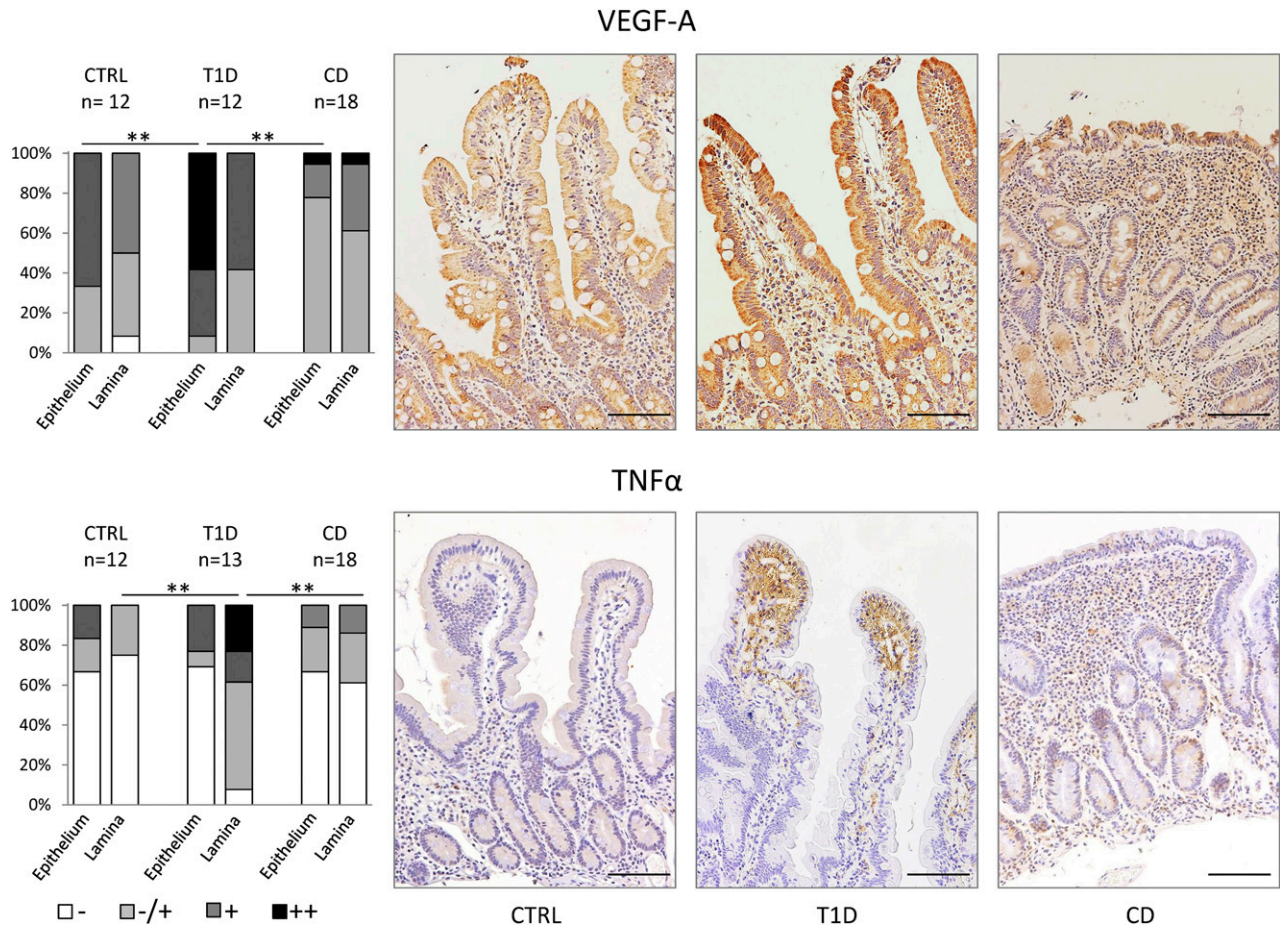 VEGF-A
CTRL T1D CD
n= 12 n=12 n=18
** **
100%
80%
60%
40%
20%
0%
Epithelium Lamina Epithelium Lamina Epithelium Lamina
TNFα
CTRL T1D CD
n=12 n=13 n=18
** **
100%
80%
60%
40%
20%
0%
Epithelium Lamina Epithelium Lamina Epithelium Lamina
- -/+ + ++
CTRL T1D CD